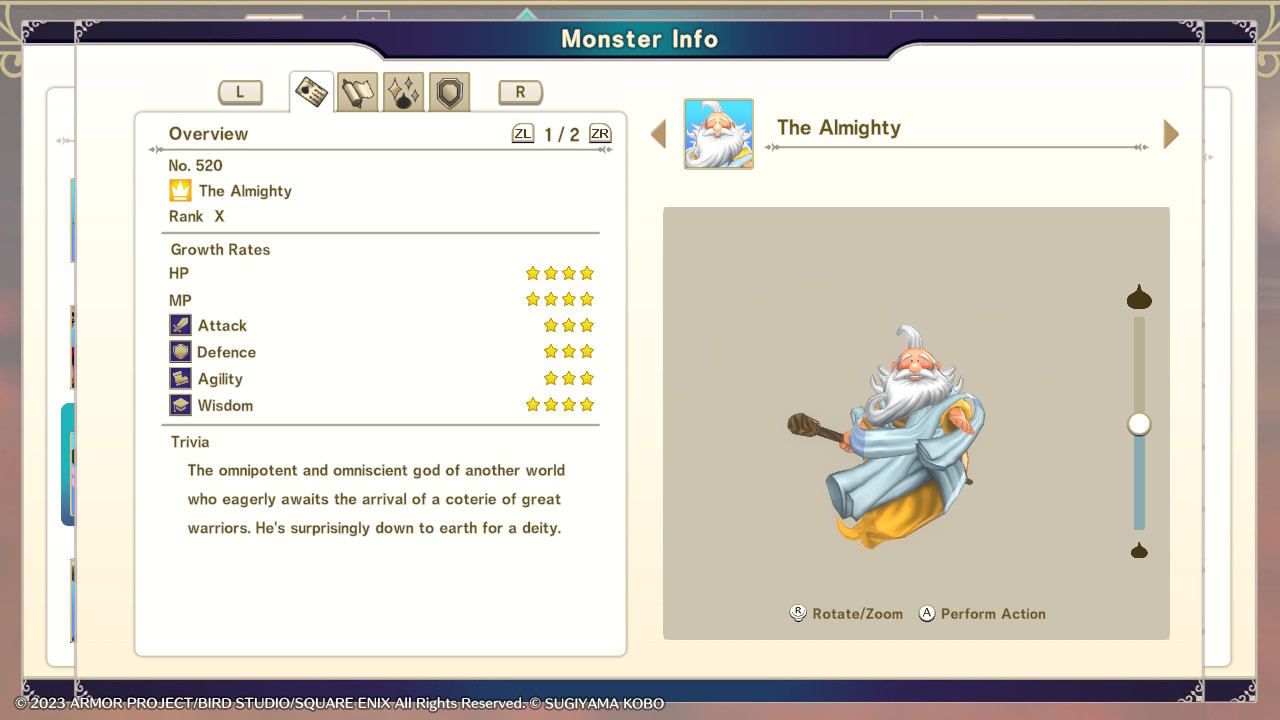 Monster Info
L
R
Overview
ZL 1 / 2 ZR
No. 520
The Almighty
Rank X
Growth Rates
HP
MP
Attack
Defence
Agility
Wisdom
Trivia
The omnipotent and omniscient god of another world
who eagerly awaits the arrival of a coterie of great
warriors. He's surprisingly down to earth for a deity.
The Almighty
R Rotate/Zoom A Perform Action
© 2023 ARMOR PROJECT/BIRD STUDIO/SQUARE ENIX All Rights Reserved. © SUGIYAMA KOBO